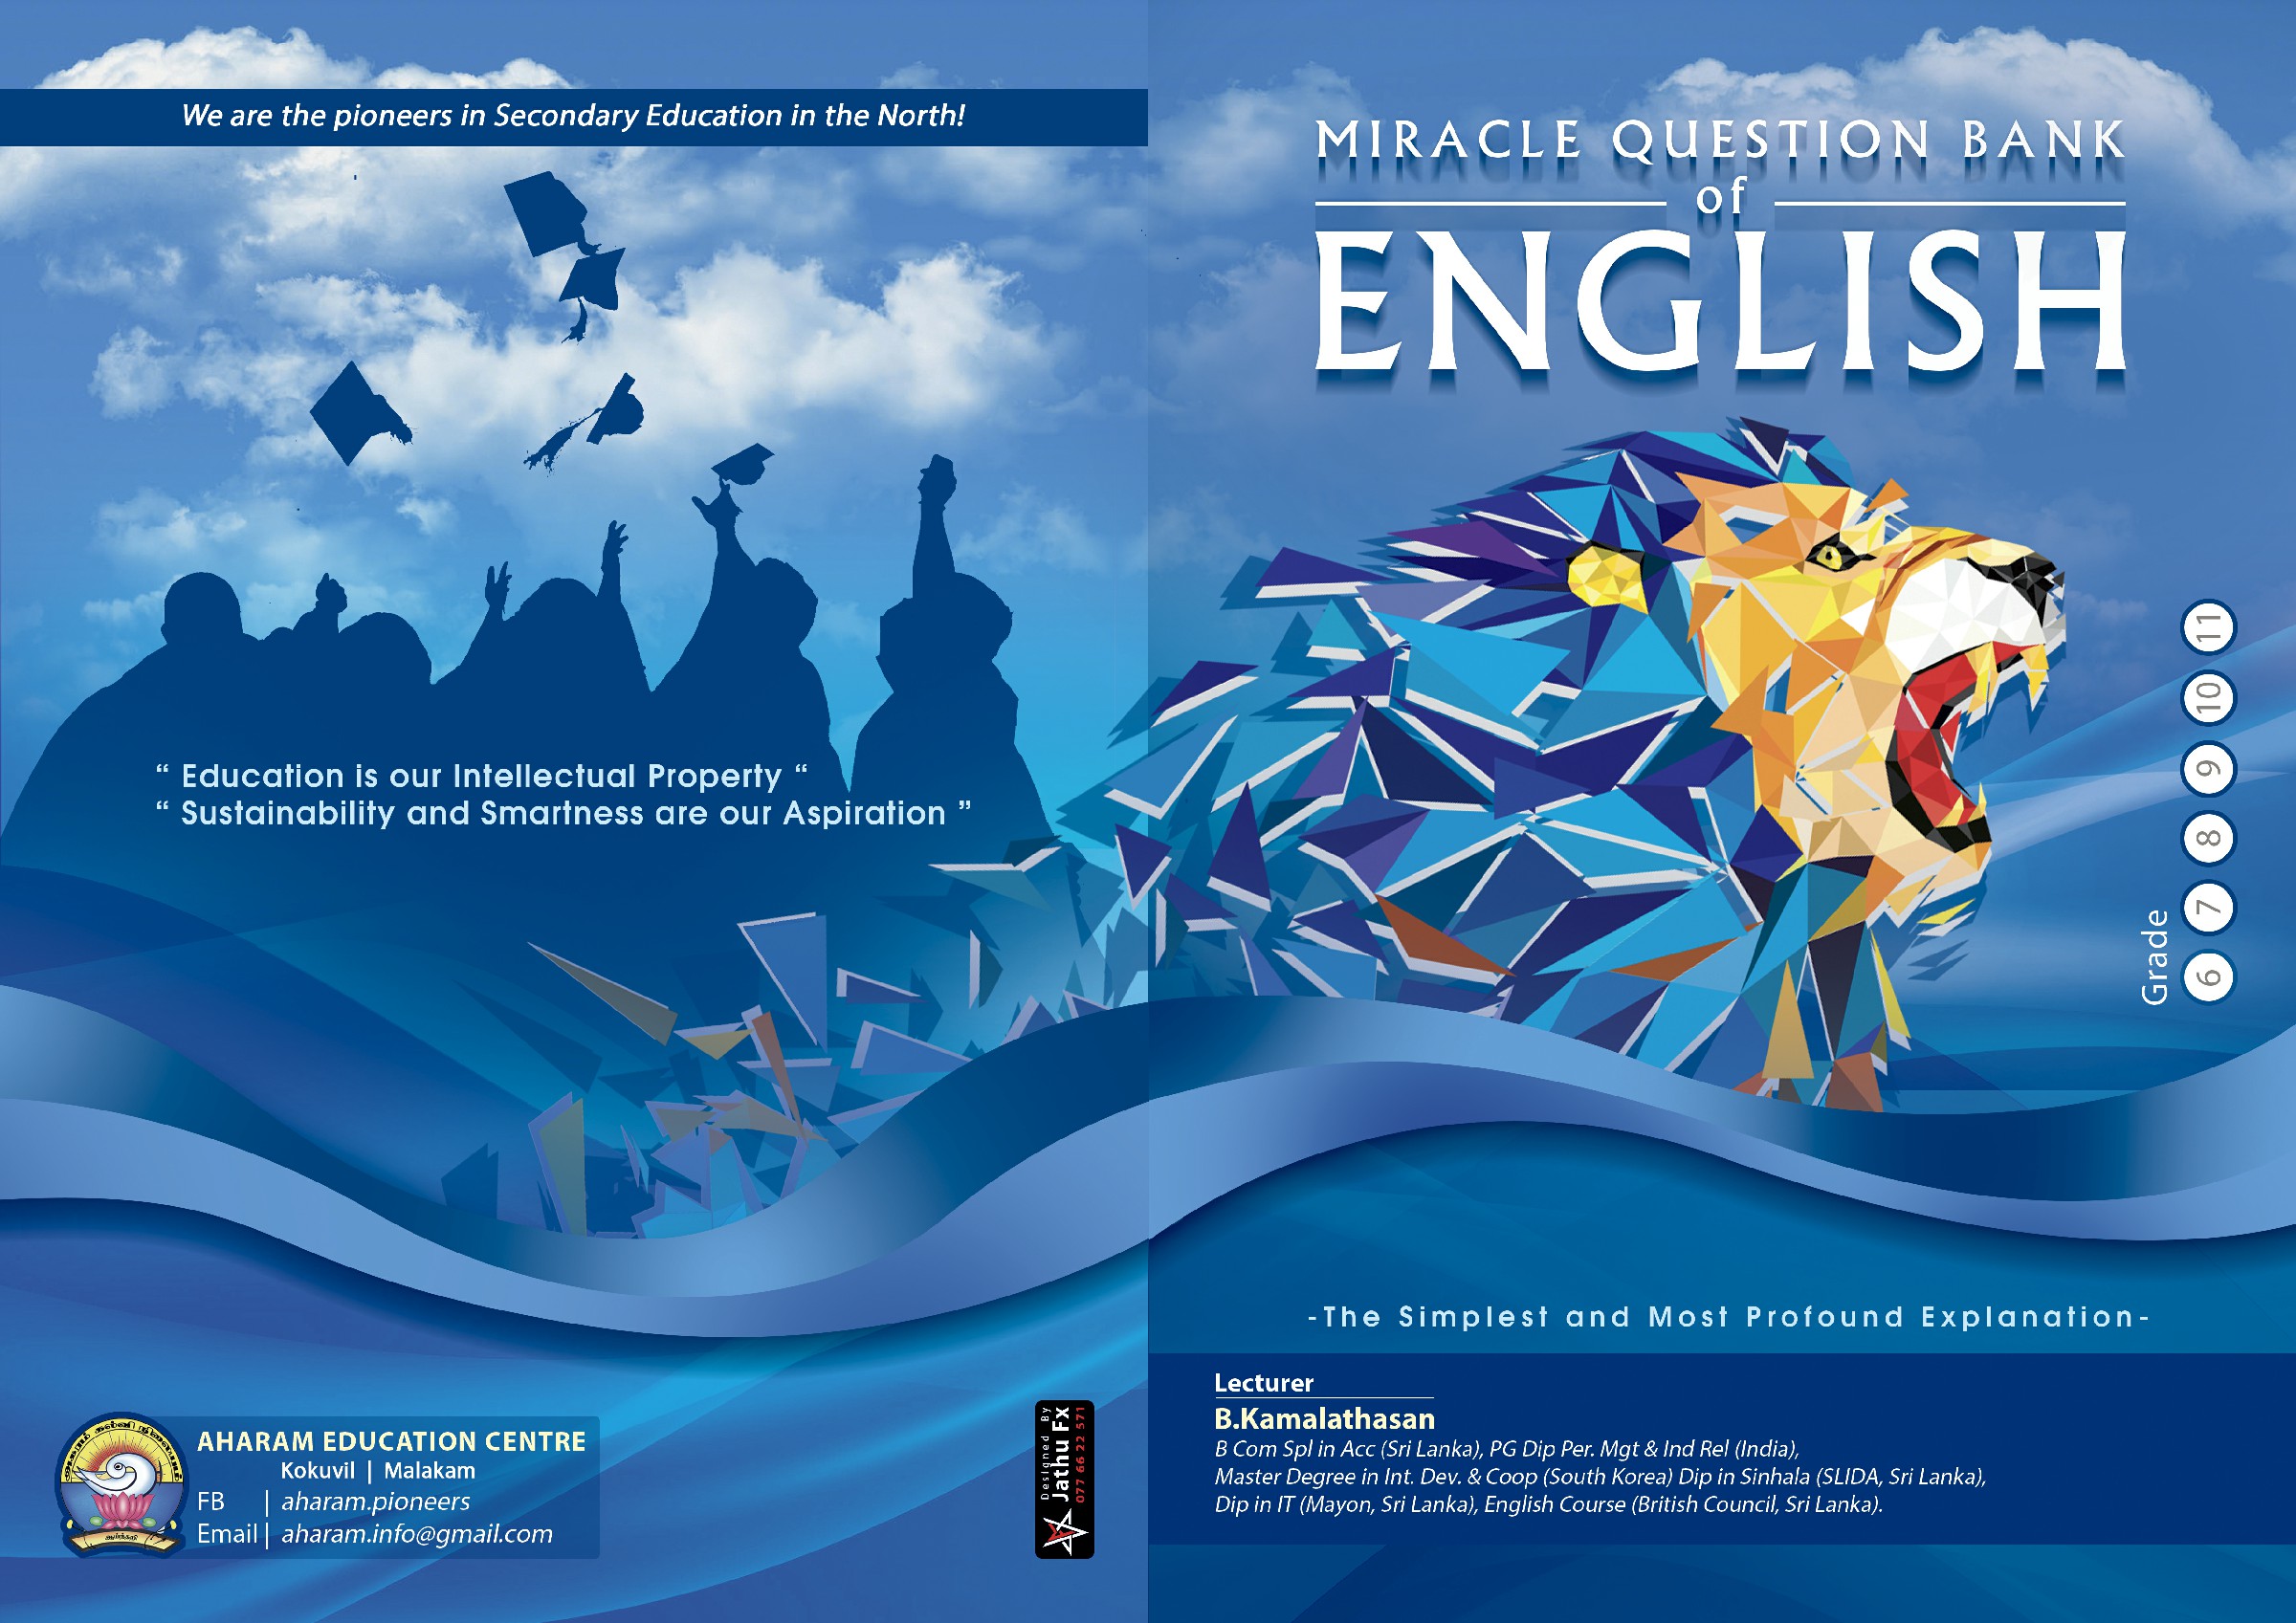 We are the pioneers in Secondary Education in the North!
“ Education is our Intellectual Property “
“ Sustainability and Smartness are our Aspiration ”
அகரம் கல்வி நிலையம்
AHARAM EDUCATION CENTRE
Kokuvil | Malakam
FB | aharam.pioneers
Email | aharam.info@gmail.com
Designed By
Jathu Fx
077 66 22 571
MIRACLE QUESTION BANK
of
ENGLISH
Grade
6 7 8 9 10 11
-The Simplest and Most Profound Explanation-
Lecturer
B.Kamalathasan
B Com Spl in Acc (Sri Lanka), PG Dip Per. Mgt & Ind Rel (India),
Master Degree in Int. Dev. & Coop (South Korea) Dip in Sinhala (SLIDA, Sri Lanka),
Dip in IT (Mayon, Sri Lanka), English Course (British Council, Sri Lanka).